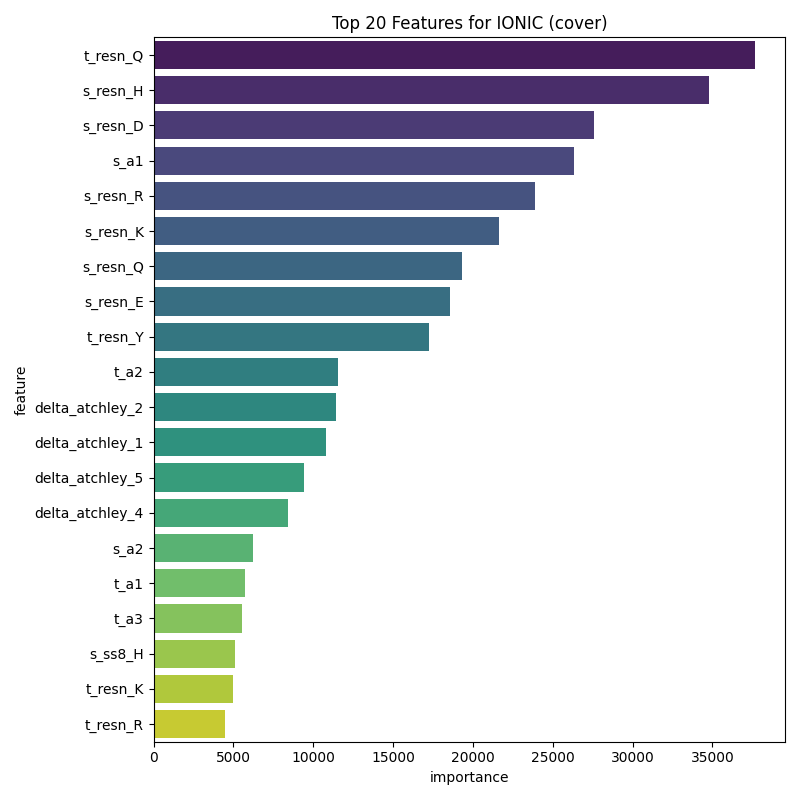 Top 20 Features for IONIC (cover)
t_resn_Q
s_resn_H
s_resn_D
s_a1
s_resn_R
s_resn_K
s_resn_Q
s_resn_E
t_resn_Y
t_a2
delta_atchley_2
delta_atchley_1
delta_atchley_5
delta_atchley_4
s_a2
t_a1
t_a3
s_ss8_H
t_resn_K
t_resn_R
feature
0 5000 10000 15000 20000 25000 30000 35000
importance